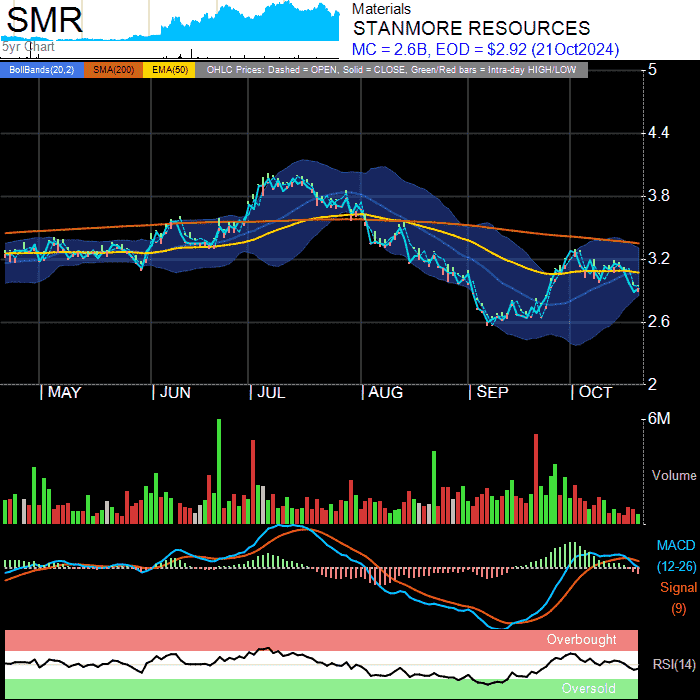 SMR
5yr Chart
Materials
STANMORE RESOURCES
MC = 2.6B, EOD = $2.92 (21Oct2024)
BollBands(20,2) SMA(200) EMA(50) OHLC Prices: Dashed = OPEN, Solid = CLOSE, Green/Red bars = Intra-day HIGH/LOW
5
4.4
3.8
3.2
2.6
2
MAY JUN JUL AUG SEP OCT
6M
Volume
MACD
(12-26)
Signal
(9)
Overbought
RSI(14)
Oversold